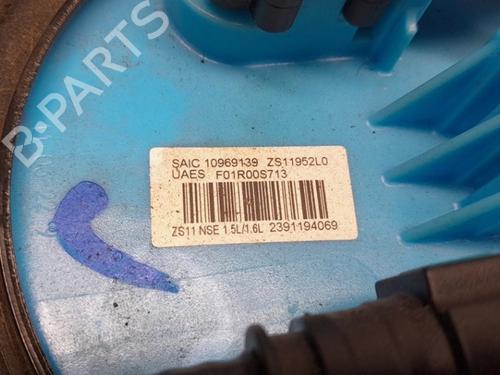 B-PARTS
SAIC 10969139 ZS11952L0
UAES F01R00S713
ZS11 NSE 1.5L/1.6L 2391194069